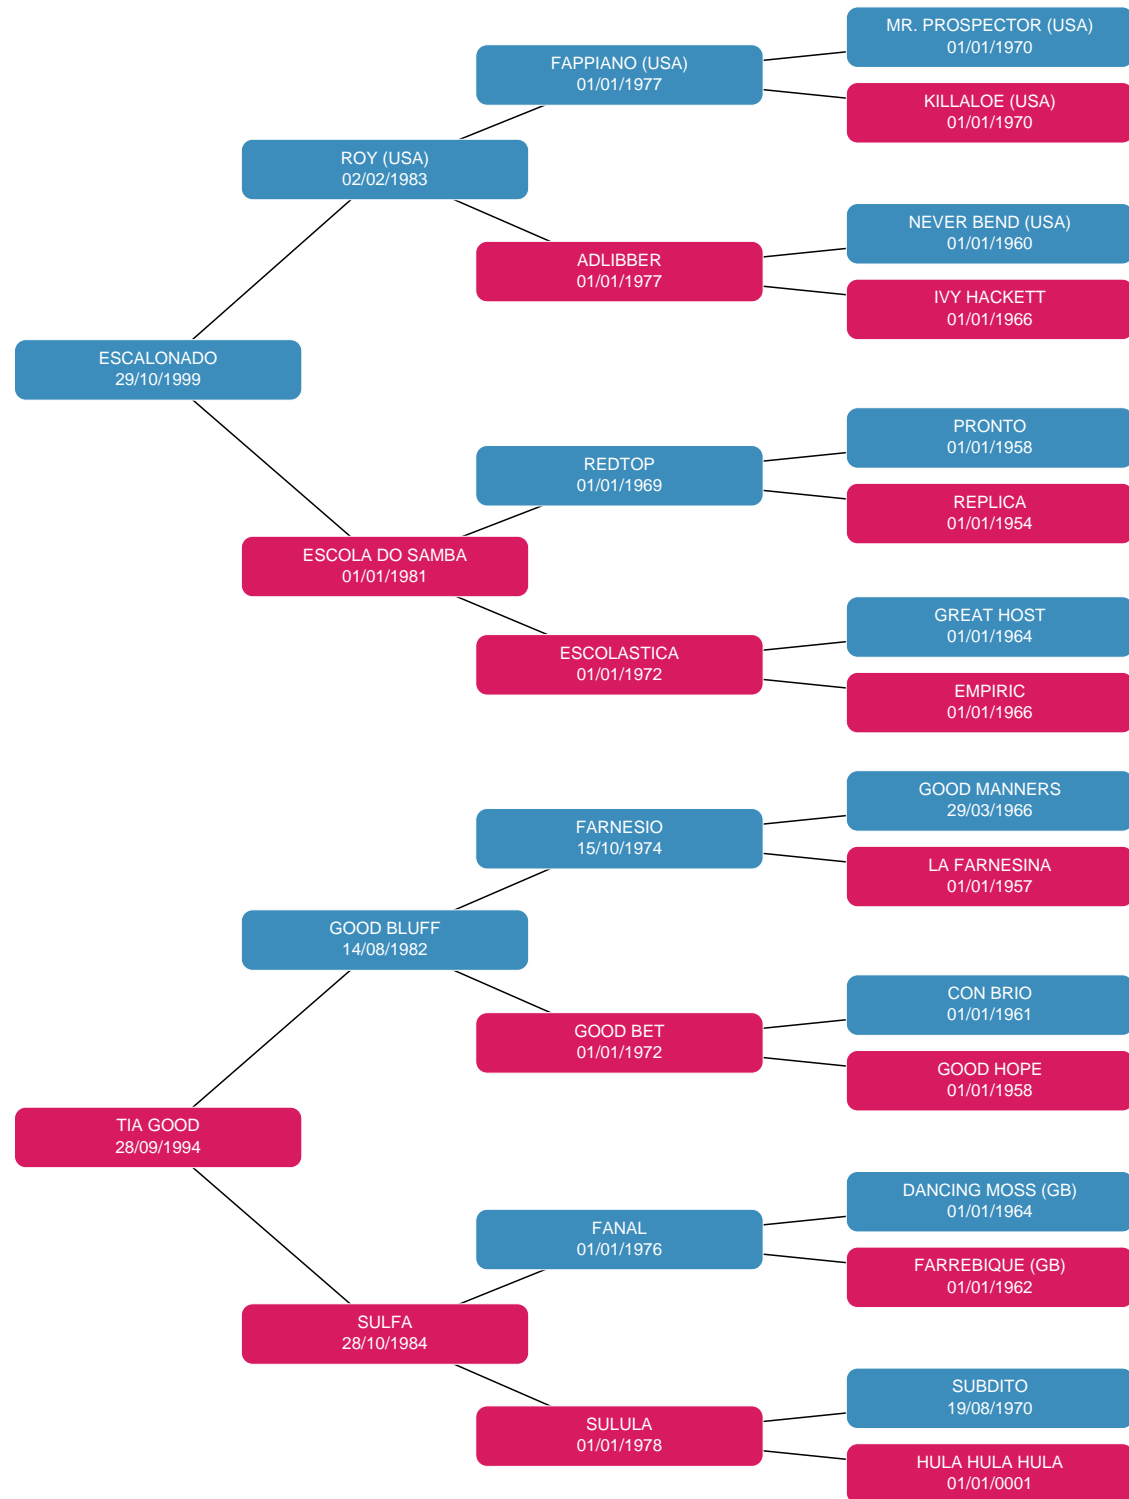 MR. PROSPECTOR (USA)
01/01/1970
FAPPIANO (USA)
01/01/1977
KILLALOE (USA)
01/01/1970
ROY (USA)
02/02/1983
NEVER BEND (USA)
01/01/1960
ADLIBBER
01/01/1977
IVY HACKETT
01/01/1966
ESCALONADO
29/10/1999
PRONTO
01/01/1958
REDTOP
01/01/1969
REPLICA
01/01/1954
ESCOLA DO SAMBA
01/01/1981
GREAT HOST
01/01/1964
ESCOLASTICA
01/01/1972
EMPIRIC
01/01/1966
GOOD MANNERS
29/03/1966
FARNESIO
15/10/1974
LA FARNESINA
01/01/1957
GOOD BLUFF
14/08/1982
CON BRIO
01/01/1961
GOOD BET
01/01/1972
GOOD HOPE
01/01/1958
TIA GOOD
28/09/1994
DANCING MOSS (GB)
01/01/1964
FANAL
01/01/1976
FARREBIQUE (GB)
01/01/1962
SULFA
28/10/1984
SUBDITO
19/08/1970
SULULA
01/01/1978
HULA HULA HULA
01/01/0001